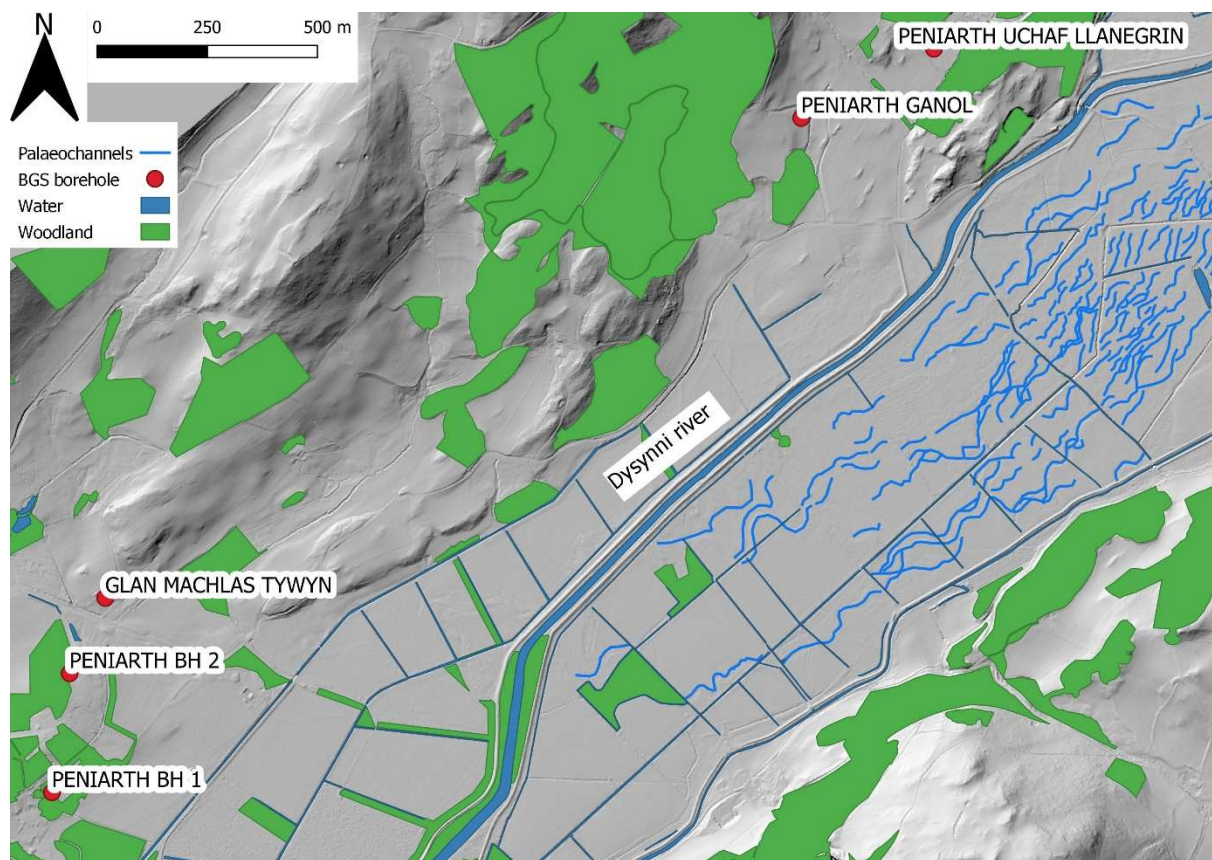 N
0 250 500 m
PENIARTH UCHAF LLANEGRIN
PENIARTH GANOL
Palaeochannels
BGS borehole
Water
Woodland
Dysynni river
GLAN MACHLAS TYWYN
PENIARTH BH 2
PENIARTH BH 1